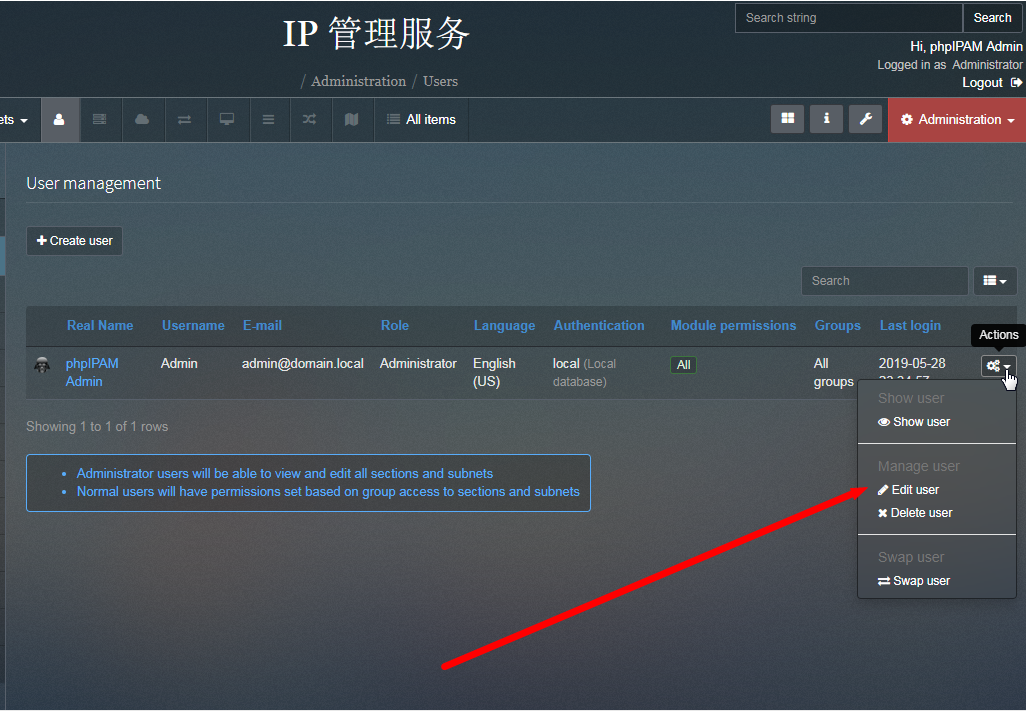 Search string
Search
IP 管理服务
Hi, phpIPAM Admin
Logged in as Administrator
Logout
/ Administration / Users
ets
All items
Administration
User management
Create user
Search
Real Name Username E-mail Role Language Authentication Module permissions Groups Last login
Actions
phpIPAM Admin
Admin
admin@domain.local
Administrator
English (US)
local (Local database)
All
All groups
2019-05-28
Showing 1 to 1 of 1 rows
Show user
Show user
Manage user
Edit user
Delete user
Swap user
Swap user
Administrator users will be able to view and edit all sections and subnets
Normal users will have permissions set based on group access to sections and subnets